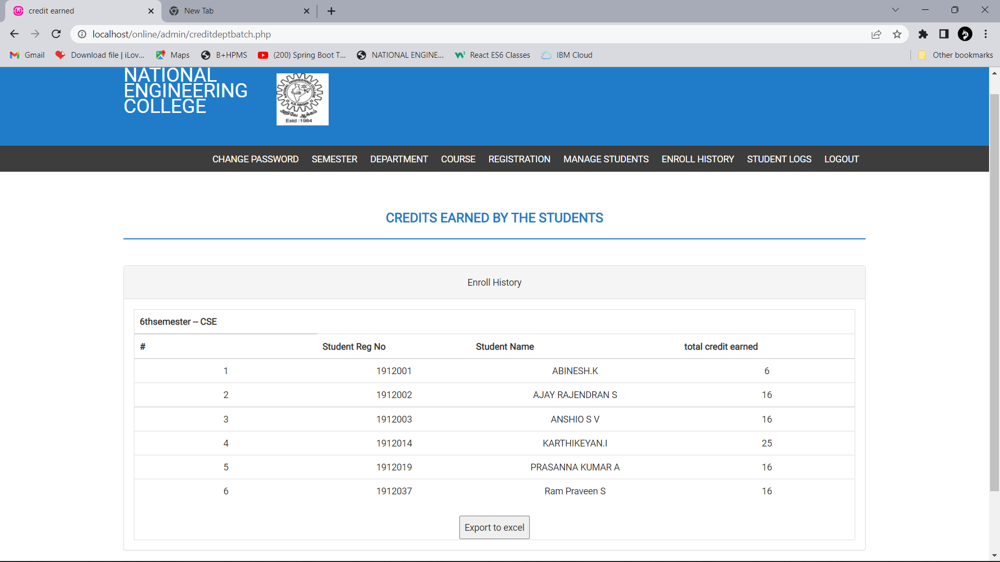 credit earned
New Tab
localhost/online/admin/creditdeptbatch.php
Gmail
Download file | iLov...
Maps
B+HPMS
(200) Spring Boot T...
NATIONAL ENGINE...
React ES6 Classes
IBM Cloud
Other bookmarks
NATIONAL
ENGINEERING
COLLEGE
K.R. NAGAR
அறிவே ஆக்கம்
Estd :1984
CHANGE PASSWORD
SEMESTER
DEPARTMENT
COURSE
REGISTRATION
MANAGE STUDENTS
ENROLL HISTORY
STUDENT LOGS
LOGOUT
CREDITS EARNED BY THE STUDENTS
Enroll History
6thsemester -- CSE
# Student Reg No Student Name total credit earned
1 1912001 ABINESH.K 6
2 1912002 AJAY RAJENDRAN S 16
3 1912003 ANSHIO S V 16
4 1912014 KARTHIKEYAN.I 25
5 1912019 PRASANNA KUMAR A 16
6 1912037 Ram Praveen S 16
Export to excel